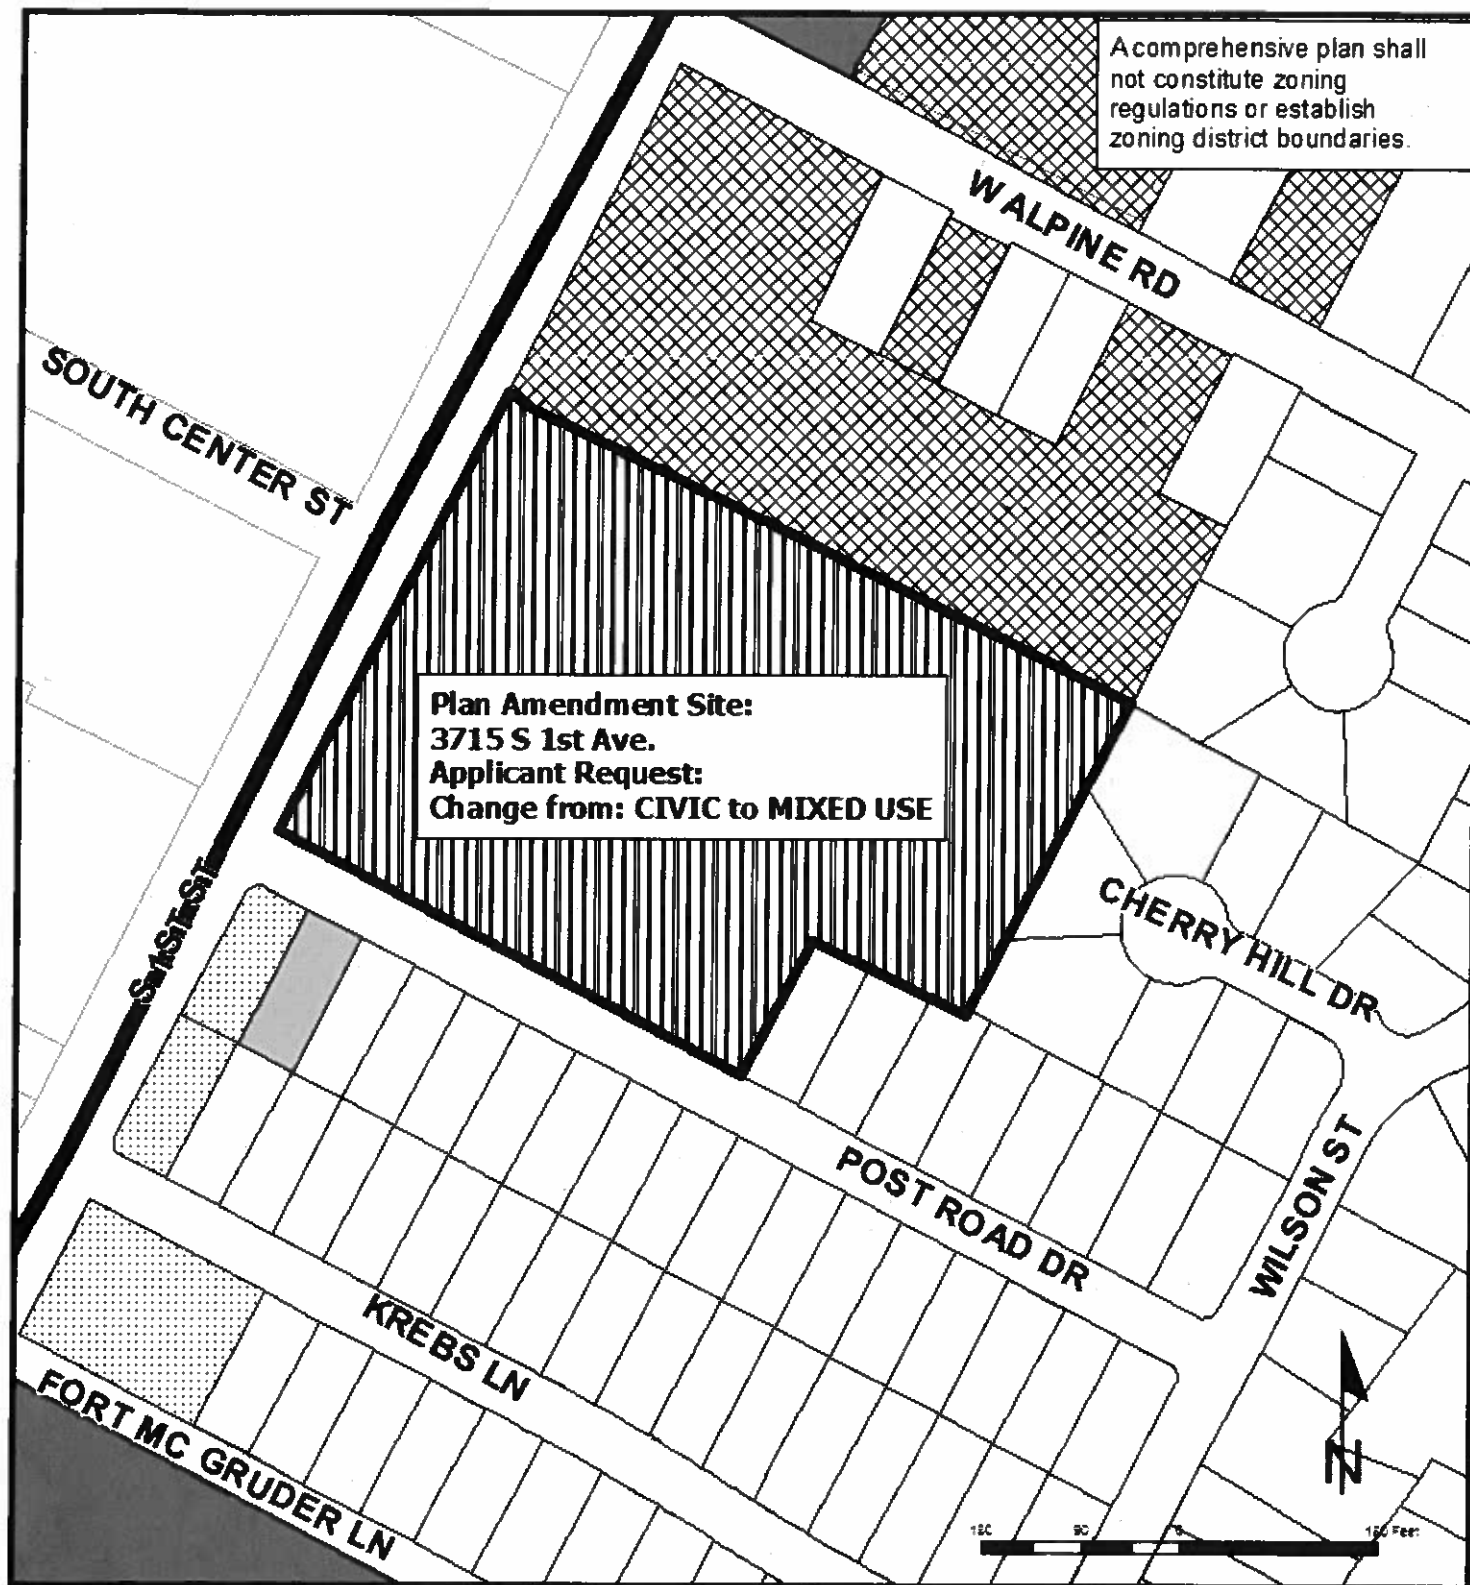 A comprehensive plan shall
not constitute zoning
regulations or establish
zoning district boundaries.
W ALPINE RD
SOUTH CENTER ST
Plan Amendment Site:
3715 S 1st Ave.
Applicant Request:
Change from: CIVIC to MIXED USE
CHERRY HILL DR
POST ROAD DR
WILSON ST
KREBS LN
FORT MC GRUDER LN
N
90
Feet